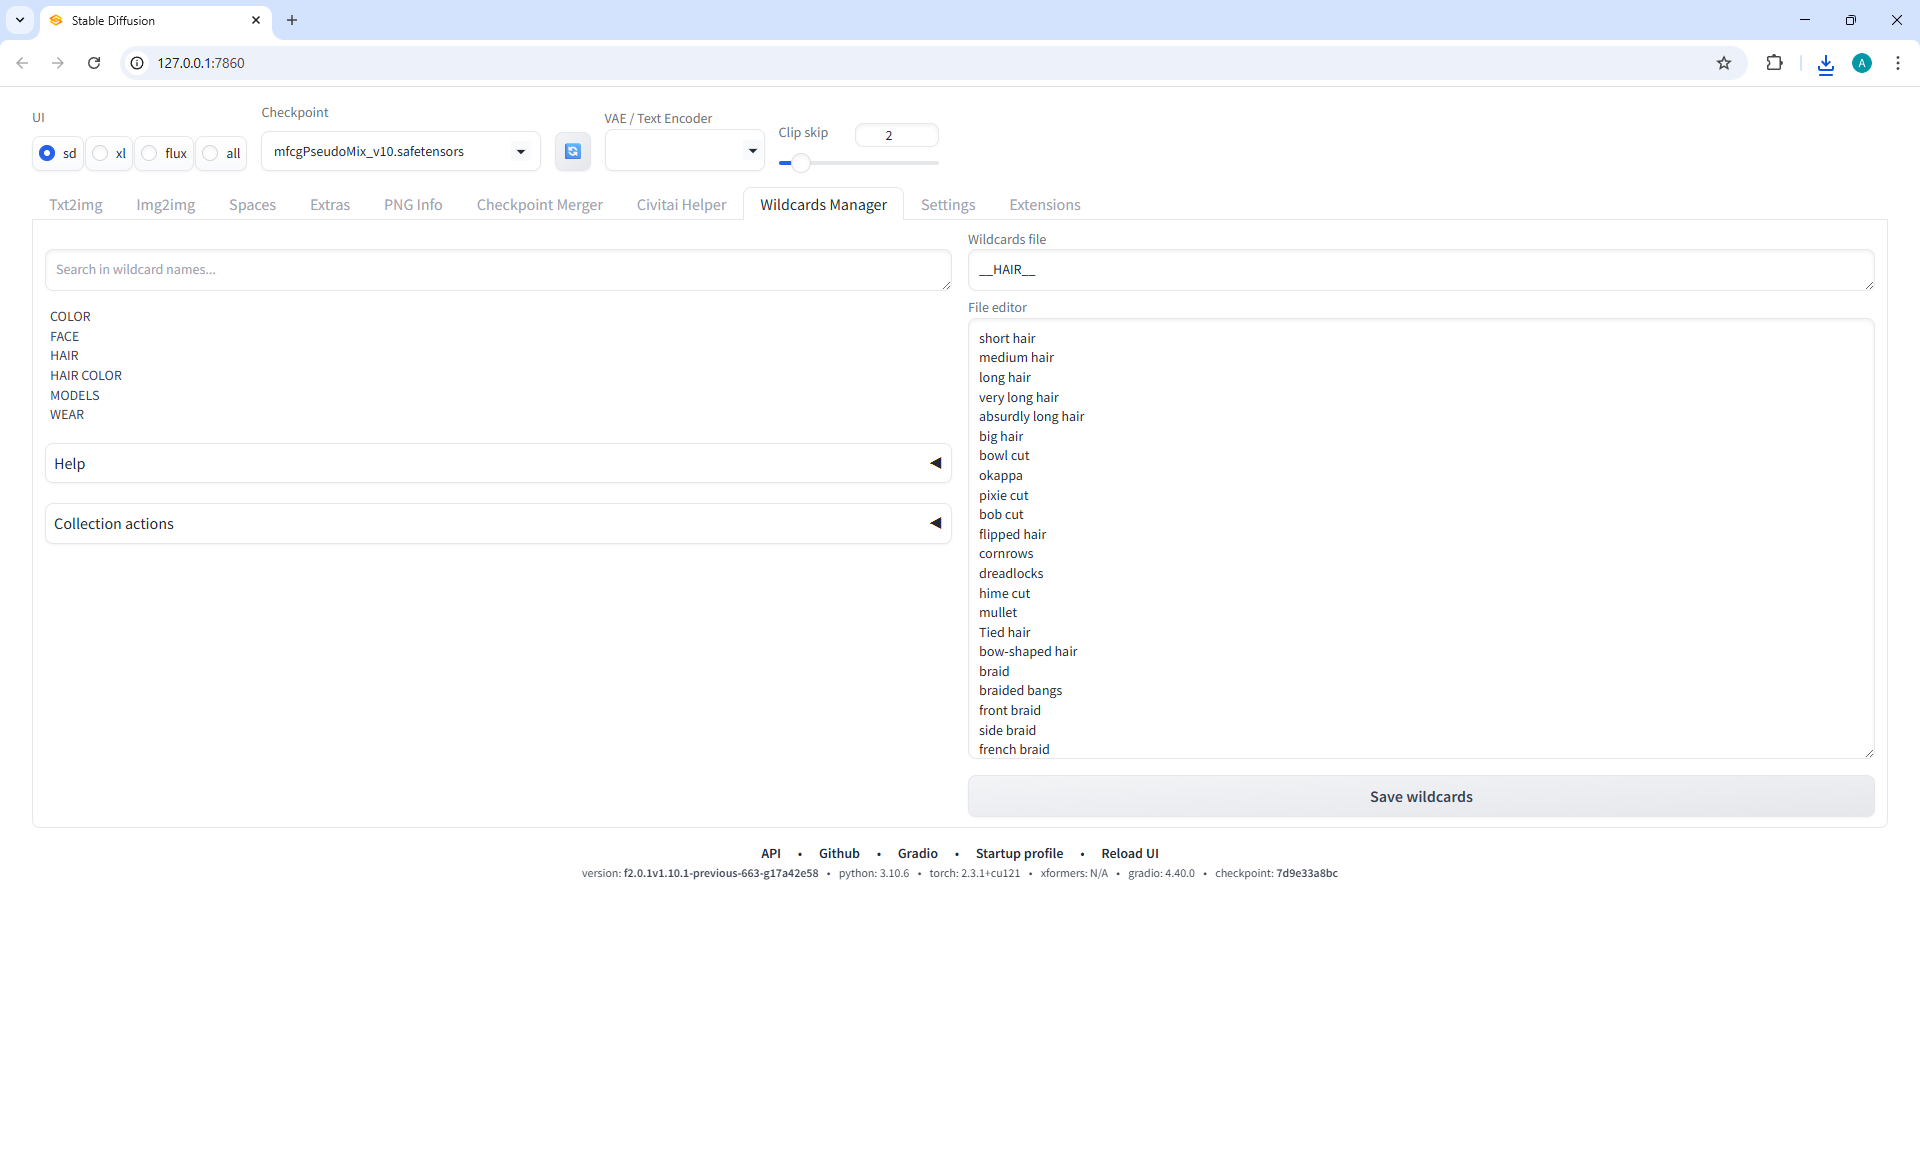 Stable Diffusion
127.0.0.1:7860
A
UI
sd
xl
flux
all
Checkpoint
mfcgPseudoMix_v10.safetensors
VAE / Text Encoder
Clip skip
2
Txt2img
Img2img
Spaces
Extras
PNG Info
Checkpoint Merger
Civitai Helper
Wildcards Manager
Settings
Extensions
Search in wildcard names...
COLOR
FACE
HAIR
HAIR COLOR
MODELS
WEAR
Help
Collection actions
Wildcards file
__HAIR__
File editor
short hair
medium hair
long hair
very long hair
absurdly long hair
big hair
bowl cut
okappa
pixie cut
bob cut
flipped hair
cornrows
dreadlocks
hime cut
mullet
Tied hair
bow-shaped hair
braid
braided bangs
front braid
side braid
french braid
Save wildcards
API • Github • Gradio • Startup profile • Reload UI
version: f2.0.1v1.10.1-previous-663-g17a42e58 • python: 3.10.6 • torch: 2.3.1+cu121 • xformers: N/A • gradio: 4.40.0 • checkpoint: 7d9e33a8bc